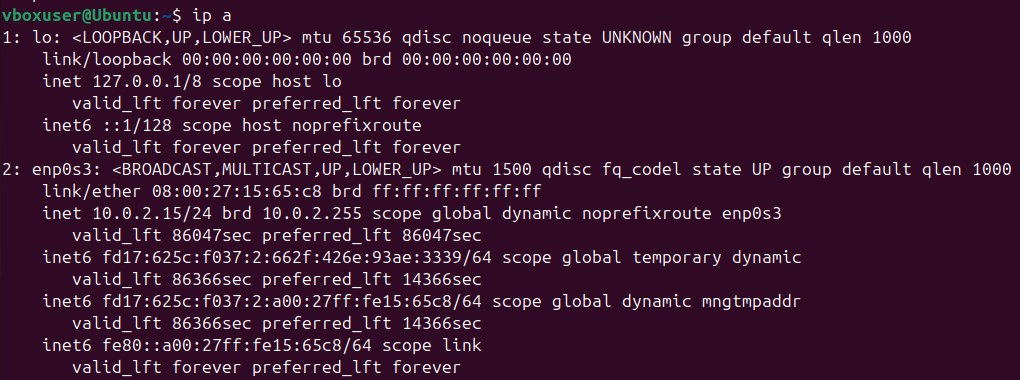 vboxuser@Ubuntu:~$ ip a
1: lo: <LOOPBACK,UP,LOWER_UP> mtu 65536 qdisc noqueue state UNKNOWN group default qlen 1000
    link/loopback 00:00:00:00:00:00 brd 00:00:00:00:00:00
    inet 127.0.0.1/8 scope host lo
       valid_lft forever preferred_lft forever
    inet6 ::1/128 scope host noprefixroute
       valid_lft forever preferred_lft forever
2: enp0s3: <BROADCAST,MULTICAST,UP,LOWER_UP> mtu 1500 qdisc fq_codel state UP group default qlen 1000
    link/ether 08:00:27:15:65:c8 brd ff:ff:ff:ff:ff:ff
    inet 10.0.2.15/24 brd 10.0.2.255 scope global dynamic noprefixroute enp0s3
       valid_lft 86047sec preferred_lft 86047sec
    inet6 fd17:625c:f037:2:662f:426e:93ae:3339/64 scope global temporary dynamic
       valid_lft 86366sec preferred_lft 14366sec
    inet6 fd17:625c:f037:2:a00:27ff:fe15:65c8/64 scope global dynamic mngtmpaddr
       valid_lft 86366sec preferred_lft 14366sec
    inet6 fe80::a00:27ff:fe15:65c8/64 scope link
       valid_lft forever preferred_lft forever